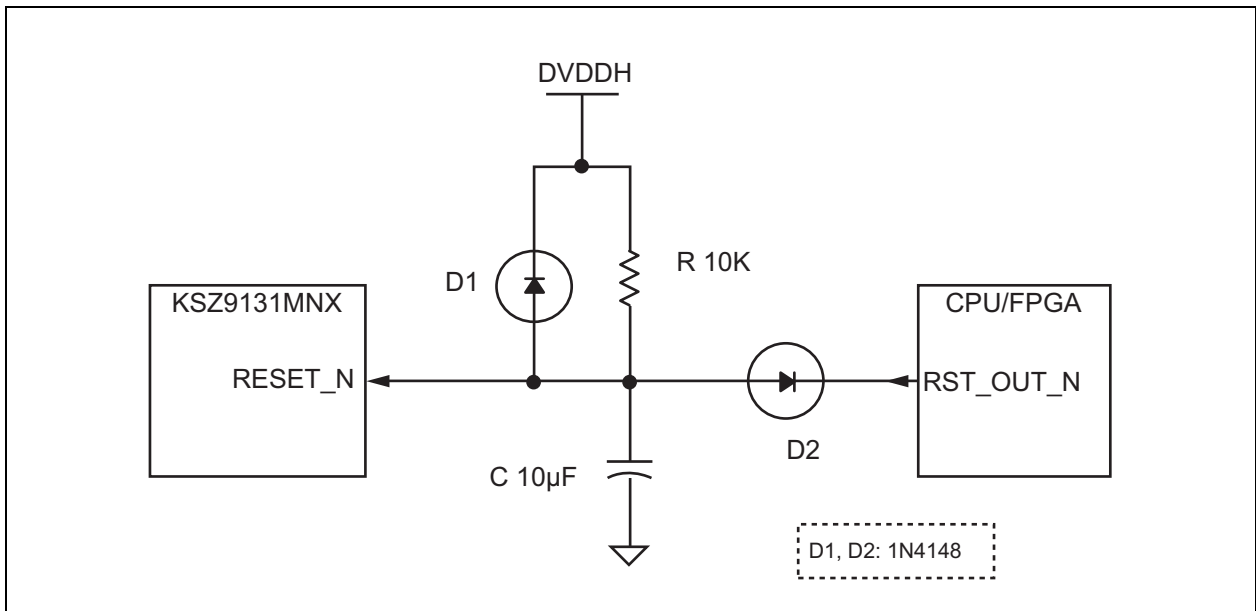 DVDDH
D1
R 10K
KSZ9131MNX
CPU/FPGA
RESET_N
RST_OUT_N
D2
C 10µF
D1, D2: 1N4148